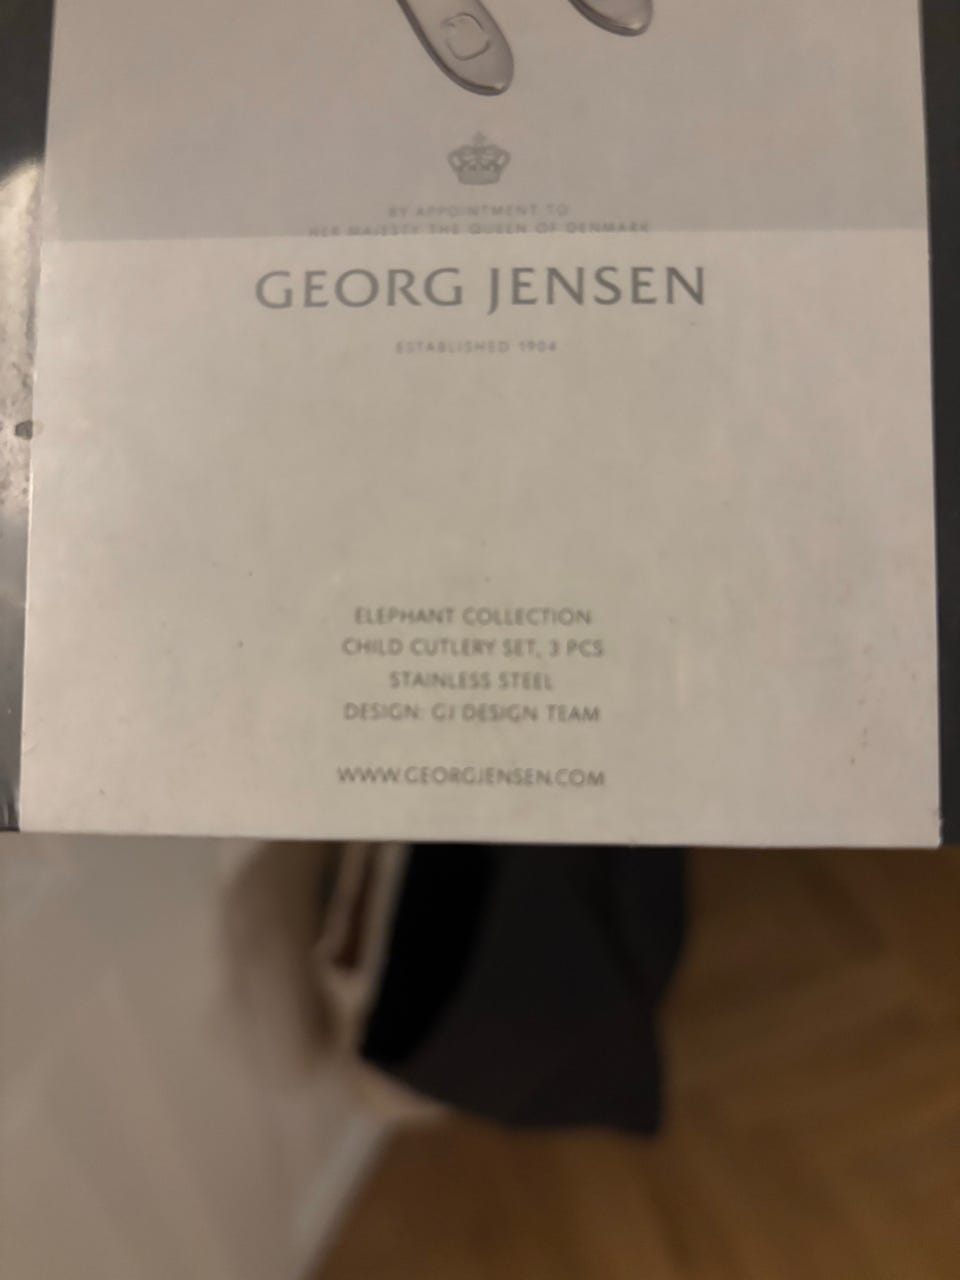 BY APPOINTMENT TO
HER MAJESTY THE QUEEN OF DENMARK
GEORG JENSEN
ESTABLISHED 1904
ELEPHANT COLLECTION
CHILD CUTLERY SET, 3 PCS
STAINLESS STEEL
DESIGN: GJ DESIGN TEAM
WWW.GEORGJENSEN.COM